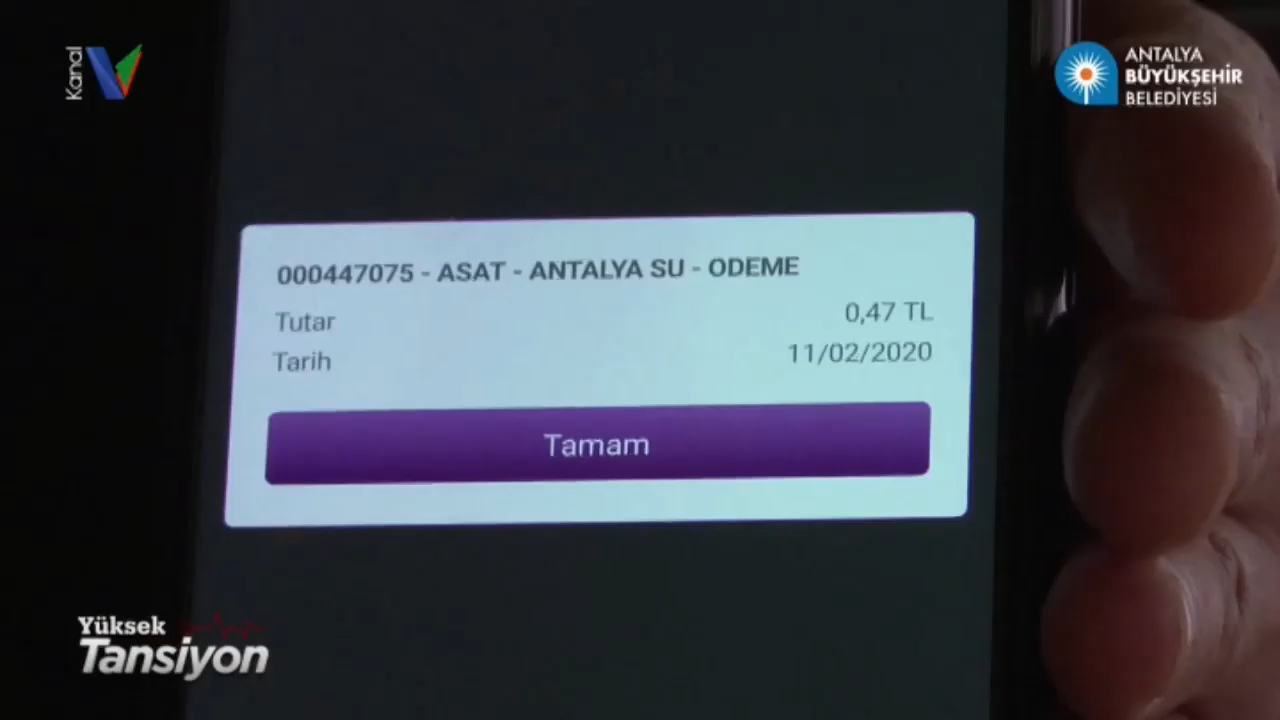 Kanal V
ANTALYA
BÜYÜKŞEHİR
BELEDİYESİ
000447075 - ASAT - ANTALYA SU - ODEME
Tutar 0,47 TL
Tarih 11/02/2020
Tamam
Yüksek
Tansiyon